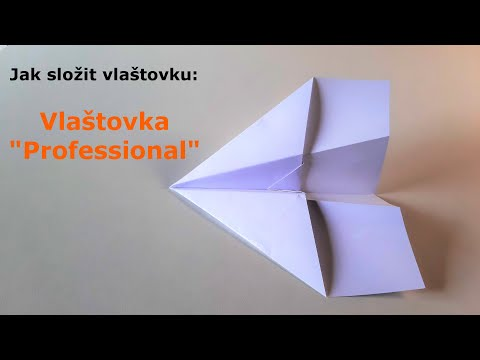 Jak složit vlaštovku:
Vlaštovka
"Professional"